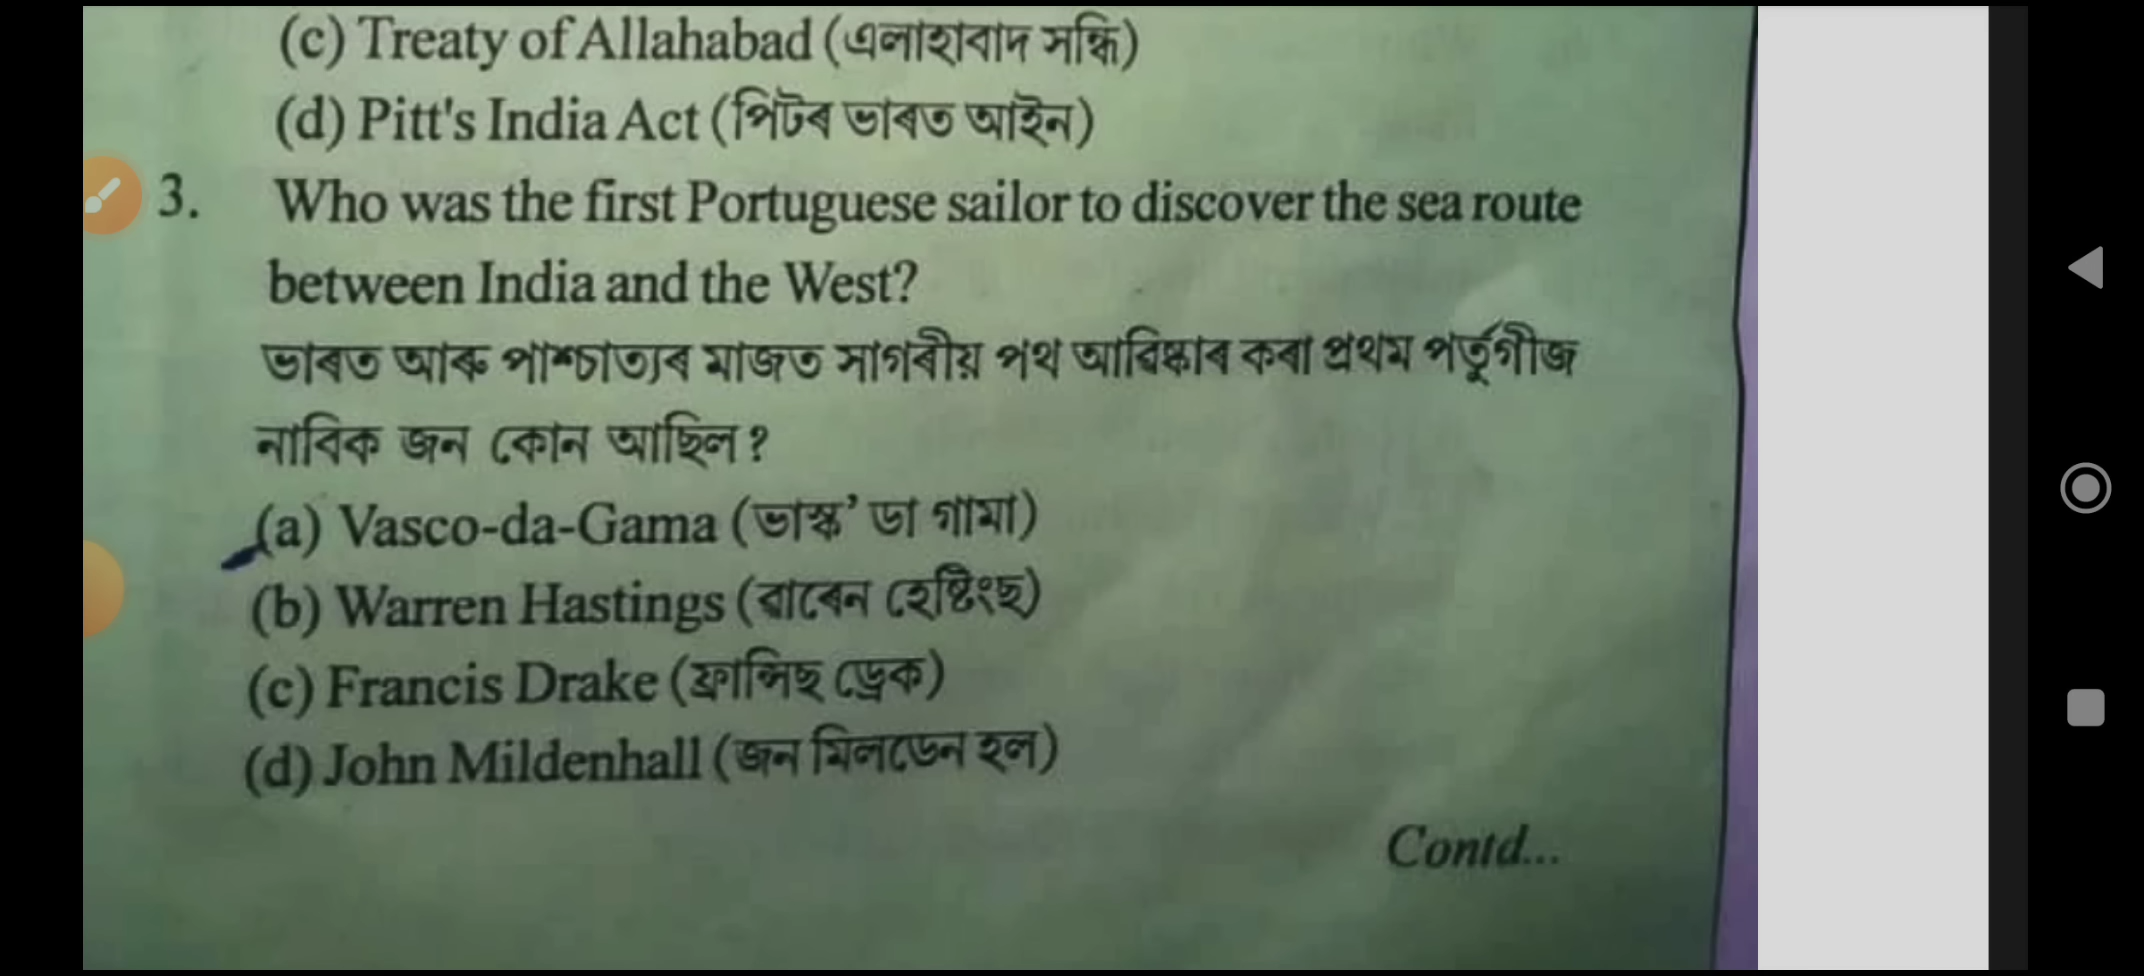 (c) Treaty of Allahabad (এলাহাবাদ সন্ধি)
(d) Pitt's India Act (পিটৰ ভাৰত আইন)
3. Who was the first Portuguese sailor to discover the sea route
between India and the West?
ভাৰত আৰু পাশ্চাত্যৰ মাজত সাগৰীয় পথ আৱিষ্কাৰ কৰা প্ৰথম পৰ্তুগীজ
নাবিক জন কোন আছিল?
(a) Vasco-da-Gama (ভাস্ক’ ডা গামা)
(b) Warren Hastings (ৱাৰেন হেষ্টিংছ)
(c) Francis Drake (ফ্ৰান্সিছ ড্ৰেক)
(d) John Mildenhall (জন মিলডেন হল)
Contd...